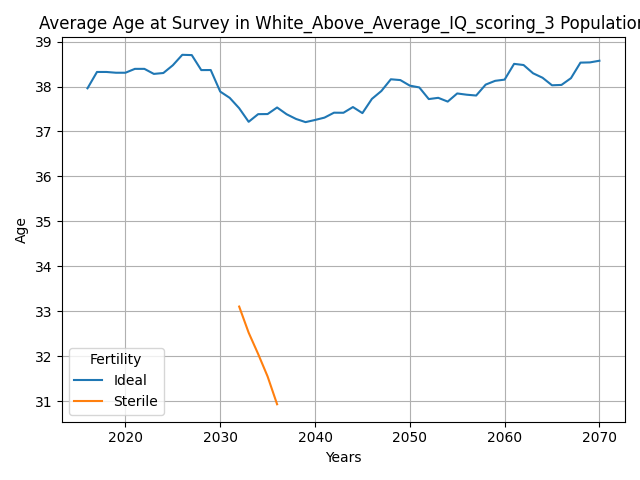 Average Age at Survey in White_Above_Average_IQ_scoring_3 Population
39
38
37
36
35
34
33
32
31
Age
Fertility
Ideal
Sterile
2020 2030 2040 2050 2060 2070
Years